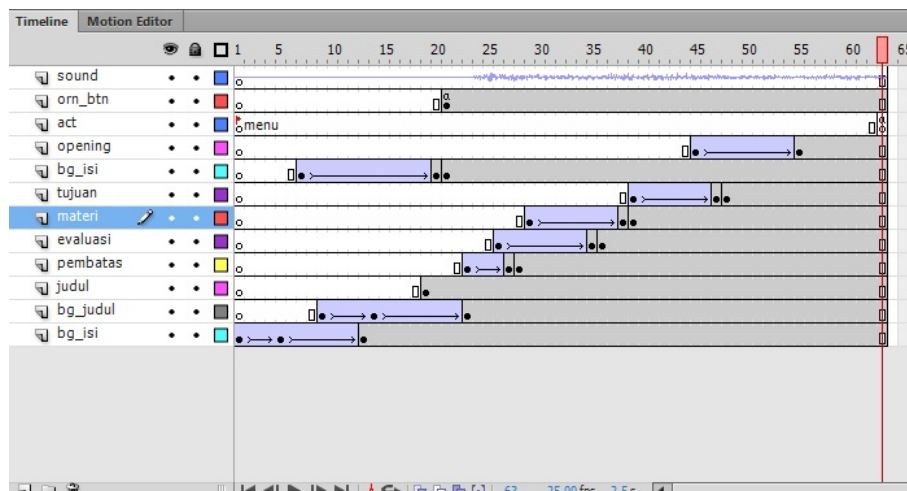 Timeline Motion Editor
1 5 10 15 20 25 30 35 40 45 50 55 60 65
sound
orn_btn
a
act
menu
a
opening
bg_isi
tujuan
materi
evaluasi
pembatas
judul
bg_judul
bg_isi
63 25.00 fps 2.5 s